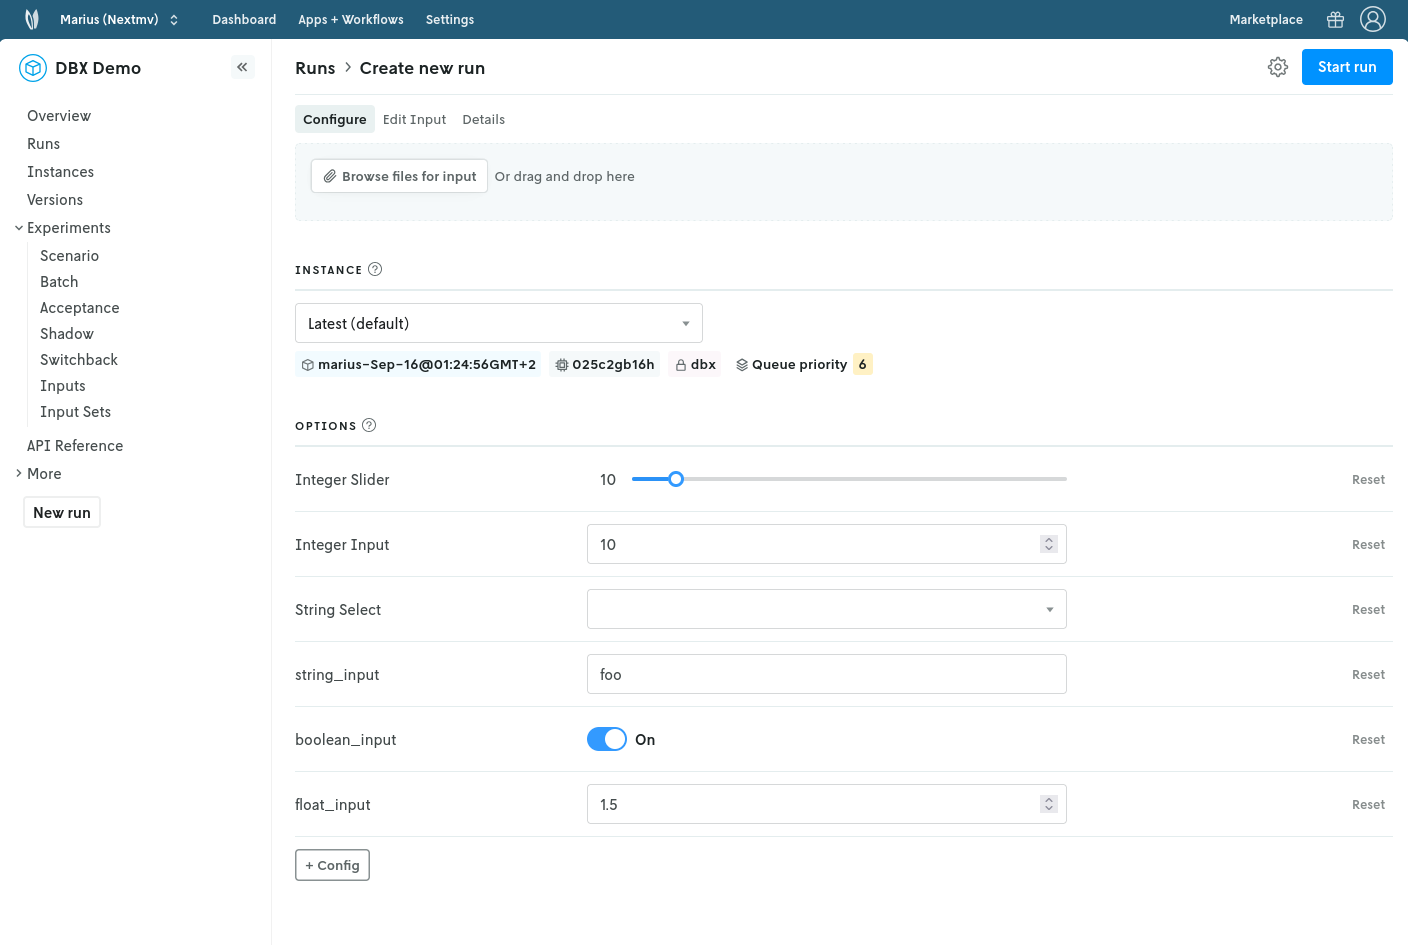 Marius (Nextmv) Dashboard Apps + Workflows Settings Marketplace
DBX Demo
Overview
Runs
Instances
Versions
Experiments
Scenario
Batch
Acceptance
Shadow
Switchback
Inputs
Input Sets
API Reference
More
New run
Runs > Create new run
Start run
Configure Edit Input Details
Browse files for input Or drag and drop here
INSTANCE ?
Latest (default)
marius-Sep-16@01:24:56GMT+2 025c2gb16h dbx Queue priority 6
OPTIONS ?
Integer Slider 10 Reset
Integer Input 10 Reset
String Select Reset
string_input foo Reset
boolean_input On Reset
float_input 1.5 Reset
+ Config